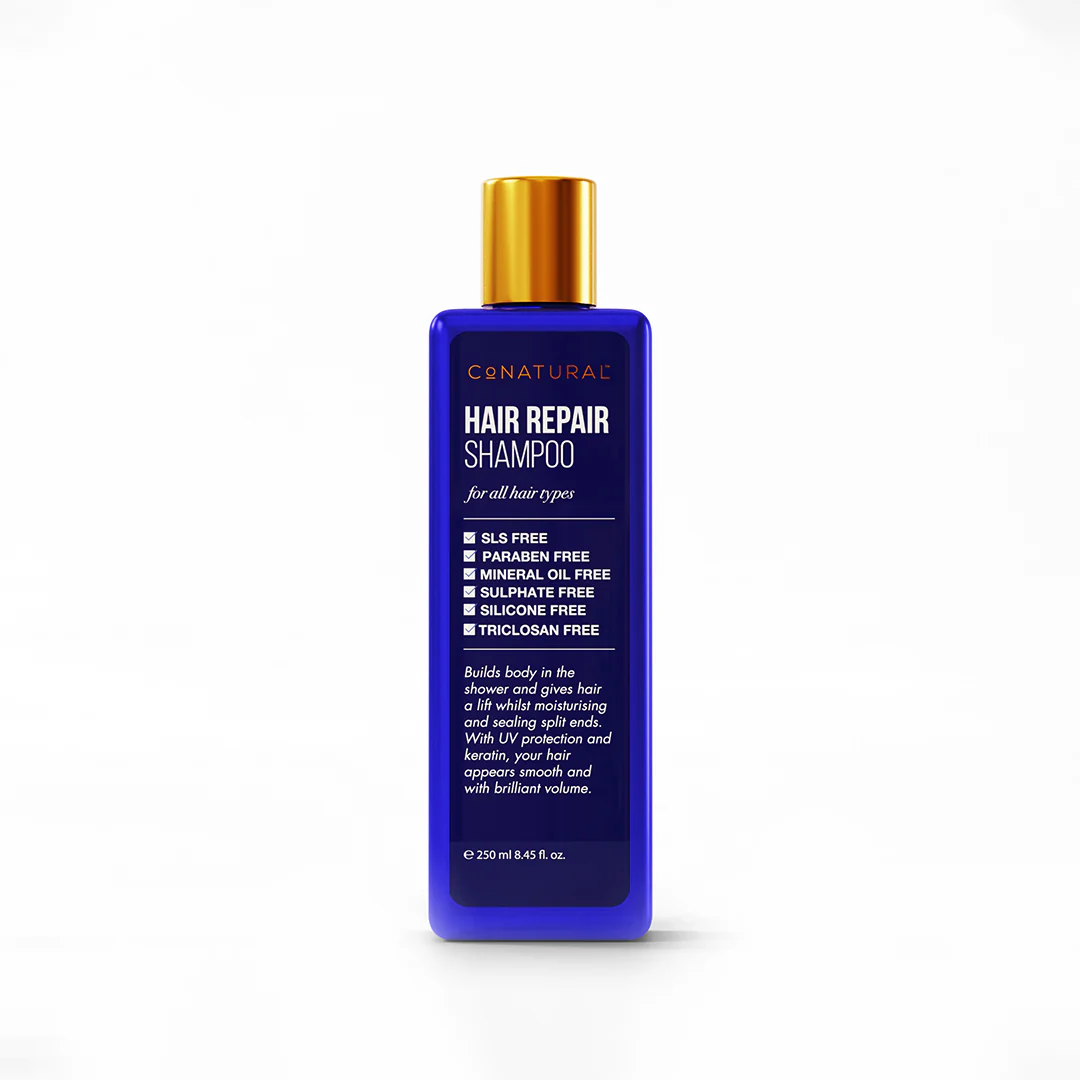 CoNATURAL™
HAIR REPAIR
SHAMPOO
for all hair types
SLS FREE
PARABEN FREE
MINERAL OIL FREE
SULPHATE FREE
SILICONE FREE
TRICLOSAN FREE
Builds body in the
shower and gives hair
a lift whilst moisturising
and sealing split ends.
With UV protection and
keratin, your hair
appears smooth and
with brilliant volume.
℮ 250 ml 8.45 fl. oz.